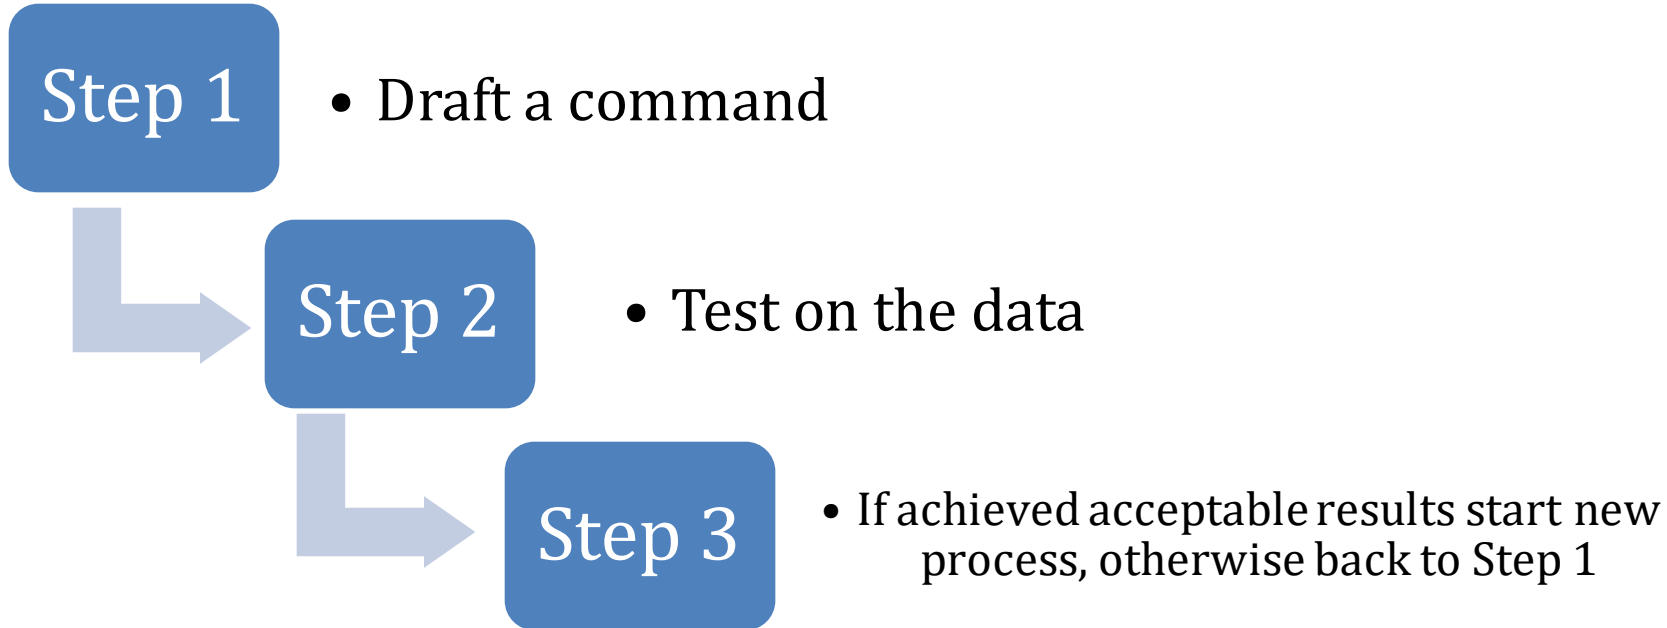 Step 1
• Draft a command
Step 2
• Test on the data
Step 3
• If achieved acceptable results start new
process, otherwise back to Step 1